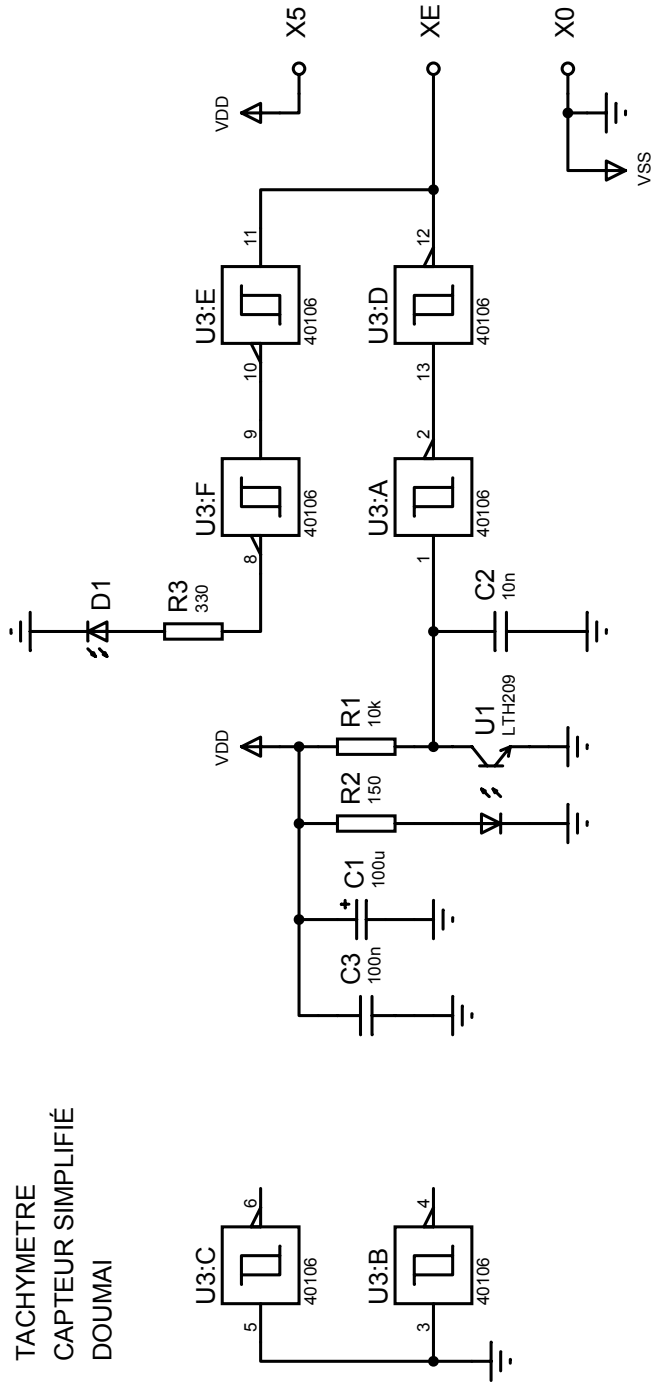 TACHYMETRE
CAPTEUR SIMPLIFIÉ
DOUMAI
U3:C
5
6
40106
U3:B
3
4
40106
C3
100n
C1
100u
+
R2
150
R1
10k
VDD
U1
LTH209
C2
10n
D1
R3
330
U3:F
8
9
40106
U3:E
10
11
40106
U3:A
1
2
40106
U3:D
13
12
40106
VDD
X5
XE
X0
VSS